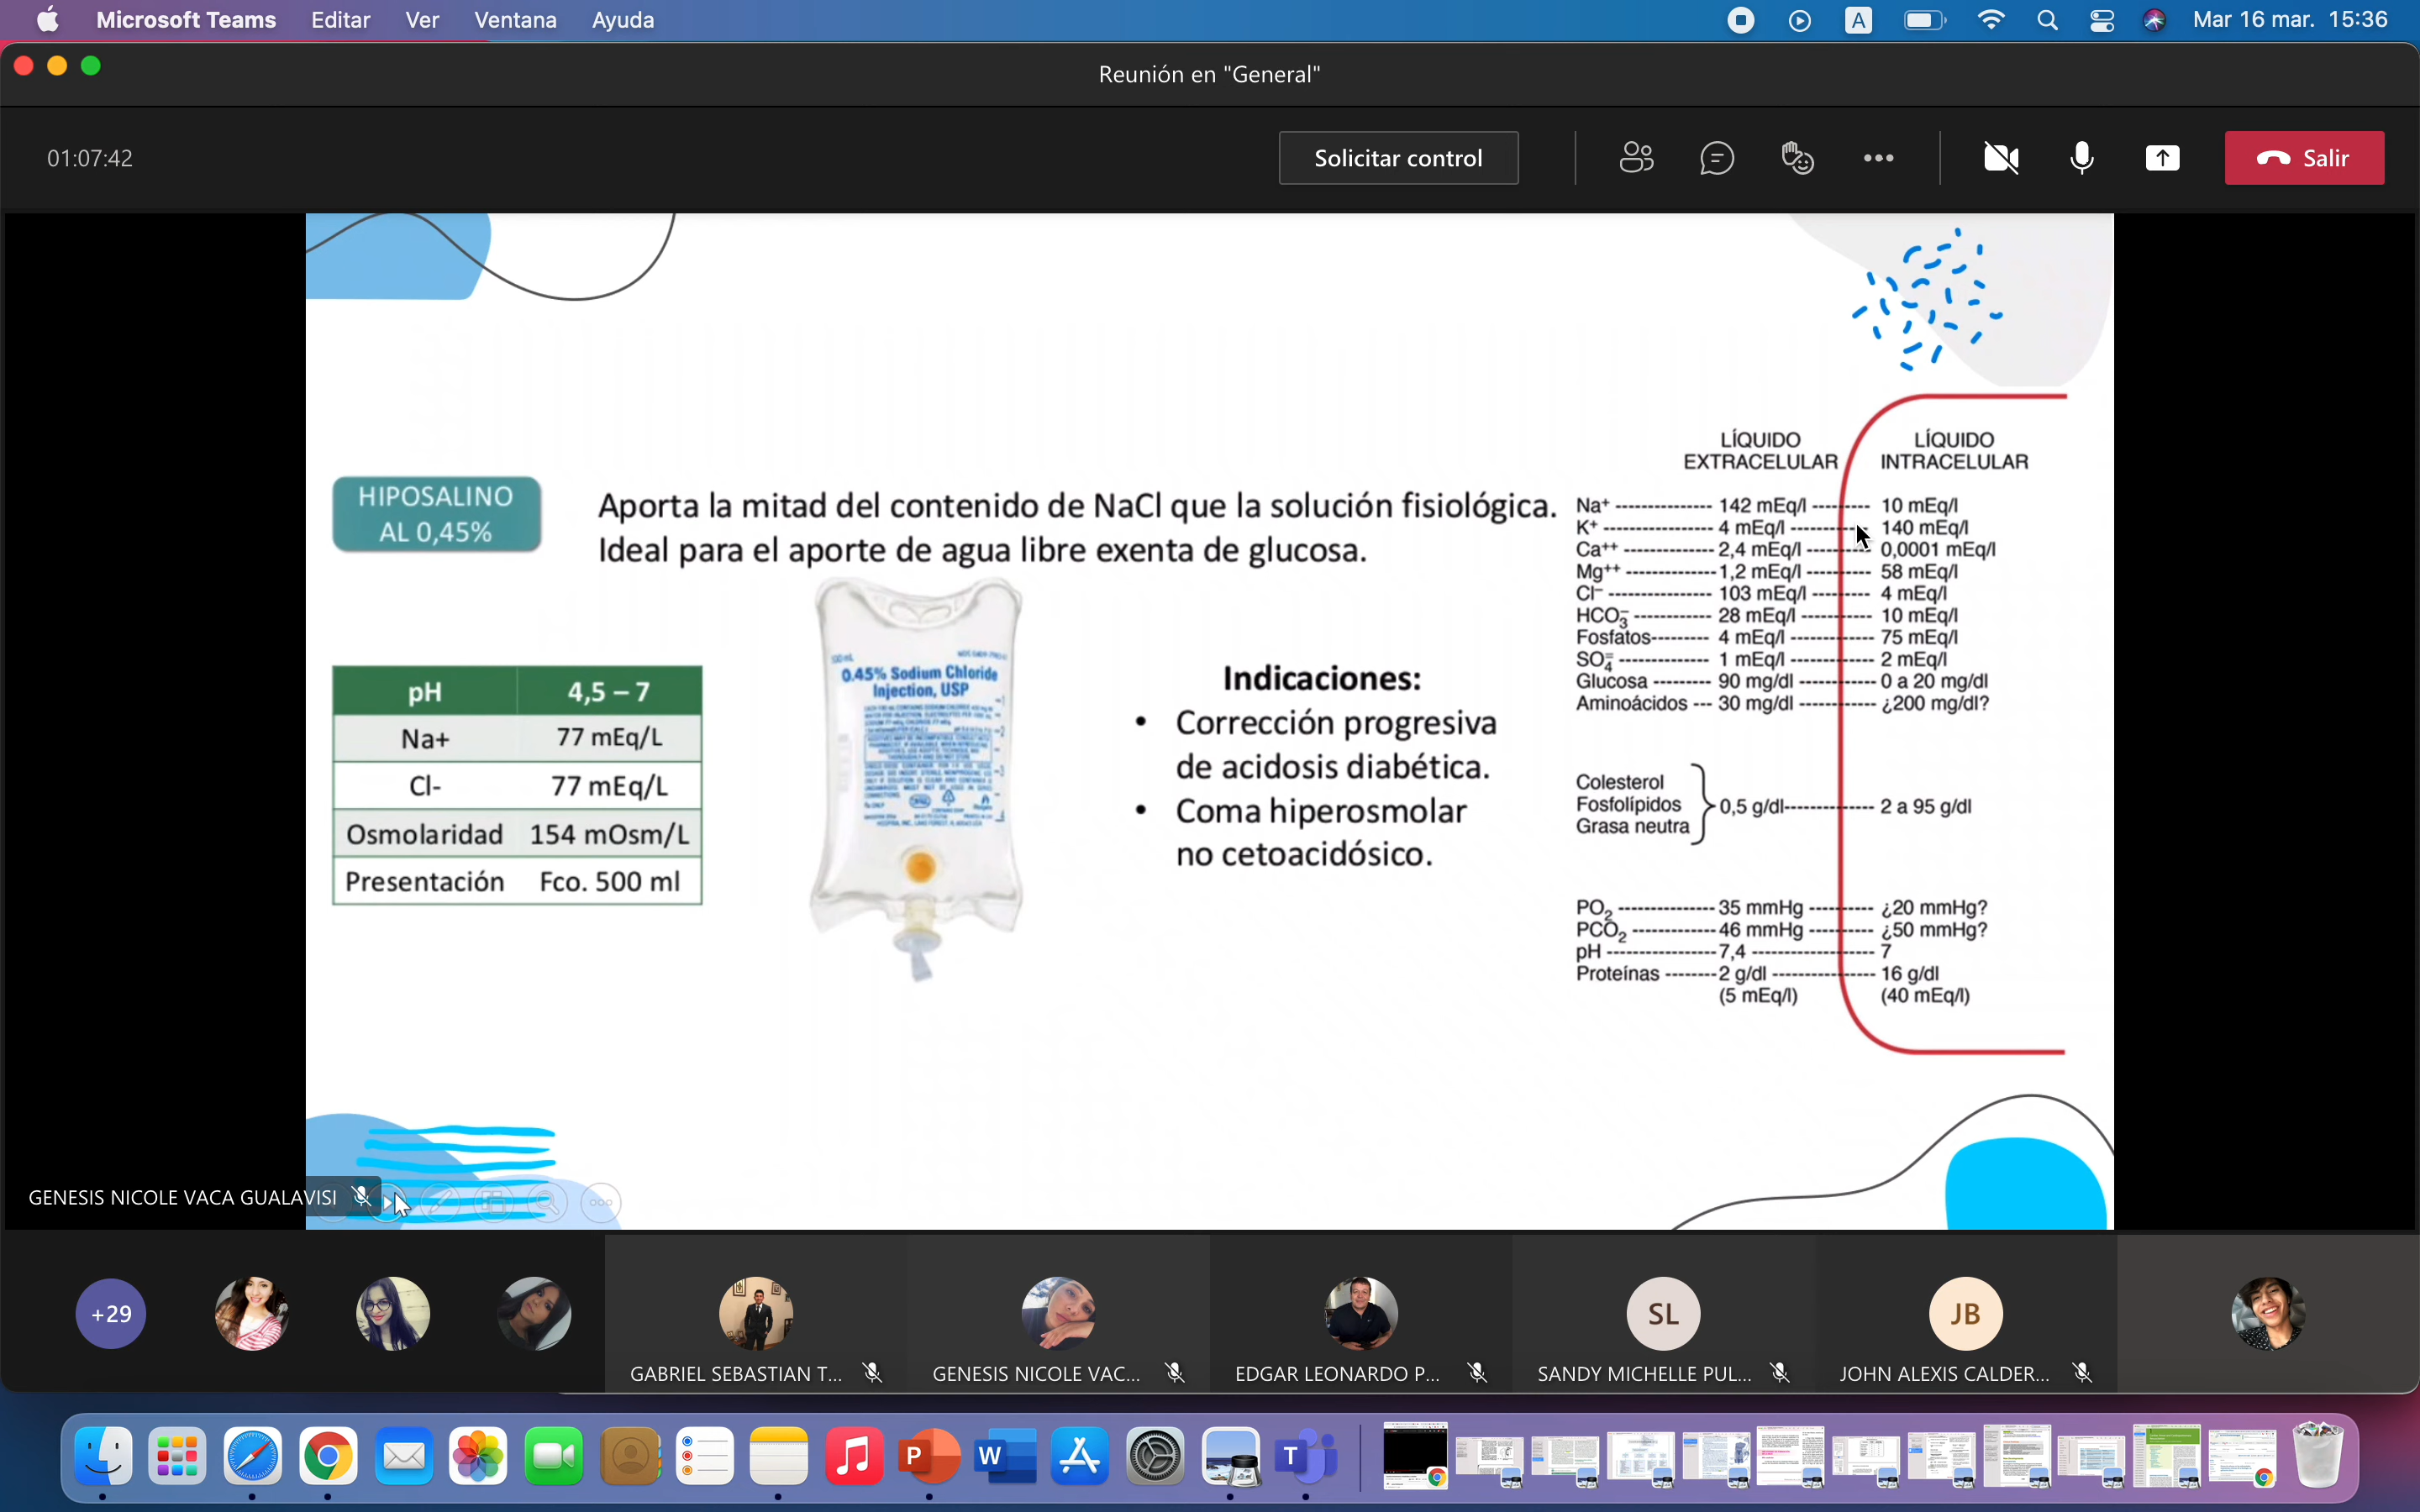 Microsoft Teams Editar Ver Ventana Ayuda
A
Mar 16 mar. 15:36
Reunión en "General"
01:07:42
Solicitar control
Salir
HIPOSALINO
AL 0,45%
Aporta la mitad del contenido de NaCl que la solución fisiológica.
Ideal para el aporte de agua libre exenta de glucosa.
pH 4,5 – 7
Na+ 77 mEq/L
Cl- 77 mEq/L
Osmolaridad 154 mOsm/L
Presentación Fco. 500 ml
0.45% Sodium Chloride
Injection, USP
Indicaciones:
• Corrección progresiva
de acidosis diabética.
• Coma hiperosmolar
no cetoacidósico.
LÍQUIDO
EXTRACELULAR
LÍQUIDO
INTRACELULAR
Na⁺ -------------- 142 mEq/l -------- 10 mEq/l
K⁺ ---------------- 4 mEq/l ----------- 140 mEq/l
Ca⁺⁺ ------------- 2,4 mEq/l --------- 0,0001 mEq/l
Mg⁺⁺ ------------- 1,2 mEq/l --------- 58 mEq/l
Cl⁻ --------------- 103 mEq/l -------- 4 mEq/l
HCO₃⁻ ----------- 28 mEq/l ---------- 10 mEq/l
Fosfatos-------- 4 mEq/l ------------ 75 mEq/l
SO₄⁼ ------------- 1 mEq/l ------------ 2 mEq/l
Glucosa -------- 90 mg/dl ----------- 0 a 20 mg/dl
Aminoácidos --- 30 mg/dl ----------- ¿200 mg/dl?
Colesterol
Fosfolípidos
Grasa neutra
0,5 g/dl------------- 2 a 95 g/dl
PO₂ -------------- 35 mmHg --------- ¿20 mmHg?
PCO₂ ------------ 46 mmHg --------- ¿50 mmHg?
pH ---------------- 7,4 ------------------ 7
Proteínas ------- 2 g/dl --------------- 16 g/dl
(5 mEq/l) (40 mEq/l)
GENESIS NICOLE VACA GUALAVISI
+29
SL
JB
GABRIEL SEBASTIAN T...
GENESIS NICOLE VAC...
EDGAR LEONARDO P...
SANDY MICHELLE PUL...
JOHN ALEXIS CALDER...
P
W
T